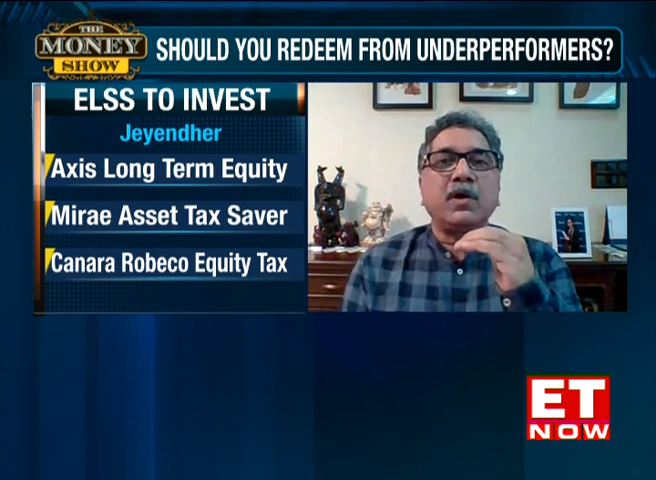 THE
MONEY
SHOW
SHOULD YOU REDEEM FROM UNDERPERFORMERS?
ELSS TO INVEST
Jeyendher
Axis Long Term Equity
Mirae Asset Tax Saver
Canara Robeco Equity Tax
ET
NOW